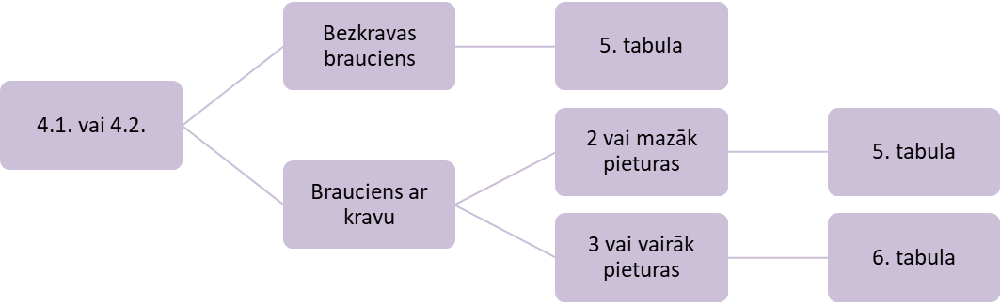 4.1. vai 4.2.
Bezkravas
brauciens
5. tabula
Brauciens ar
kravu
2 vai mazāk
pieturas
5. tabula
3 vai vairāk
pieturas
6. tabula